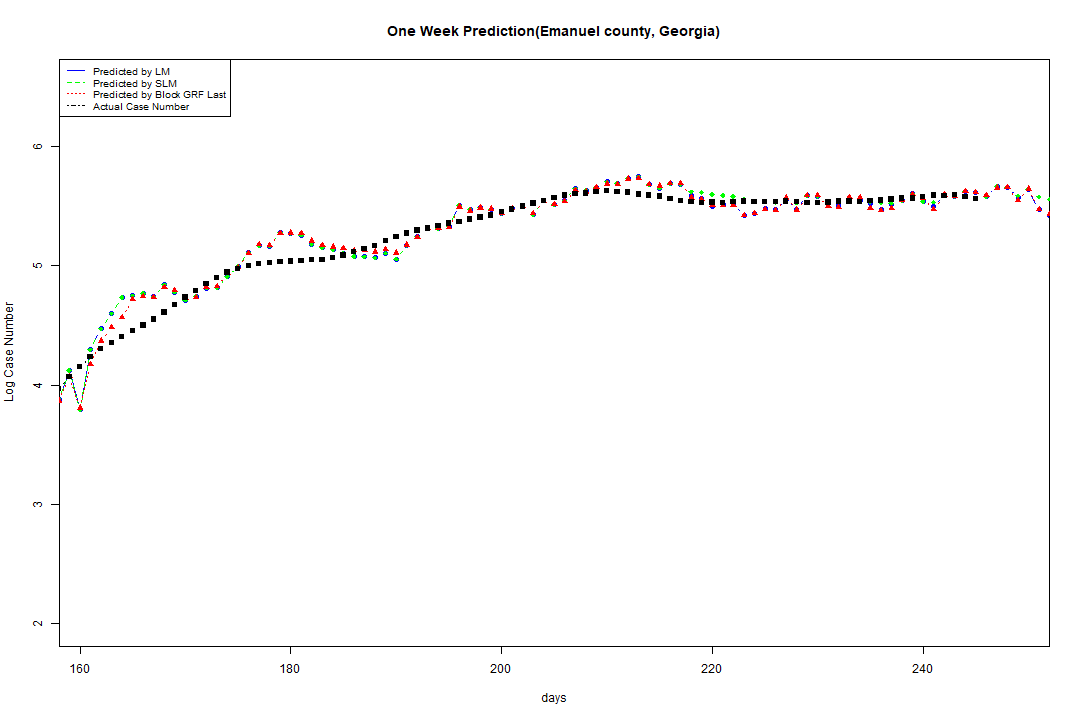 One Week Prediction(Emanuel county, Georgia)
Predicted by LM
Predicted by SLM
Predicted by Block GRF Last
Actual Case Number
6
5
4
3
2
Log Case Number
160 180 200 220 240
days